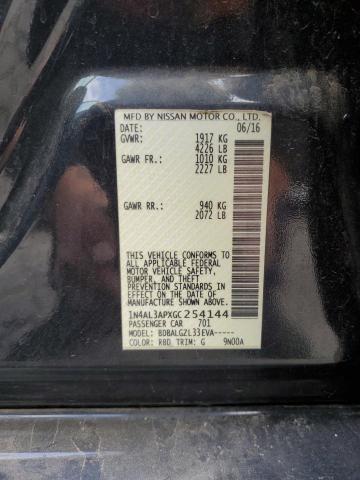 MFD BY NISSAN MOTOR CO., LTD.
DATE: 06/16
GVWR: 1917 KG
4226 LB
GAWR FR: 1010 KG
2227 LB
GAWR RR: 940 KG
2072 LB
THIS VEHICLE CONFORMS TO
ALL APPLICABLE FEDERAL
MOTOR VEHICLE SAFETY,
BUMPER, AND THEFT
PREVENTION STANDARDS IN
EFFECT ON THE DATE OF
MANUFACTURE SHOWN ABOVE.
1N4AL3APXGC254144
PASSENGER CAR 701
MODEL: BDBALGZL33EVA-----
COLOR: RBD TRIM: G 9N00A